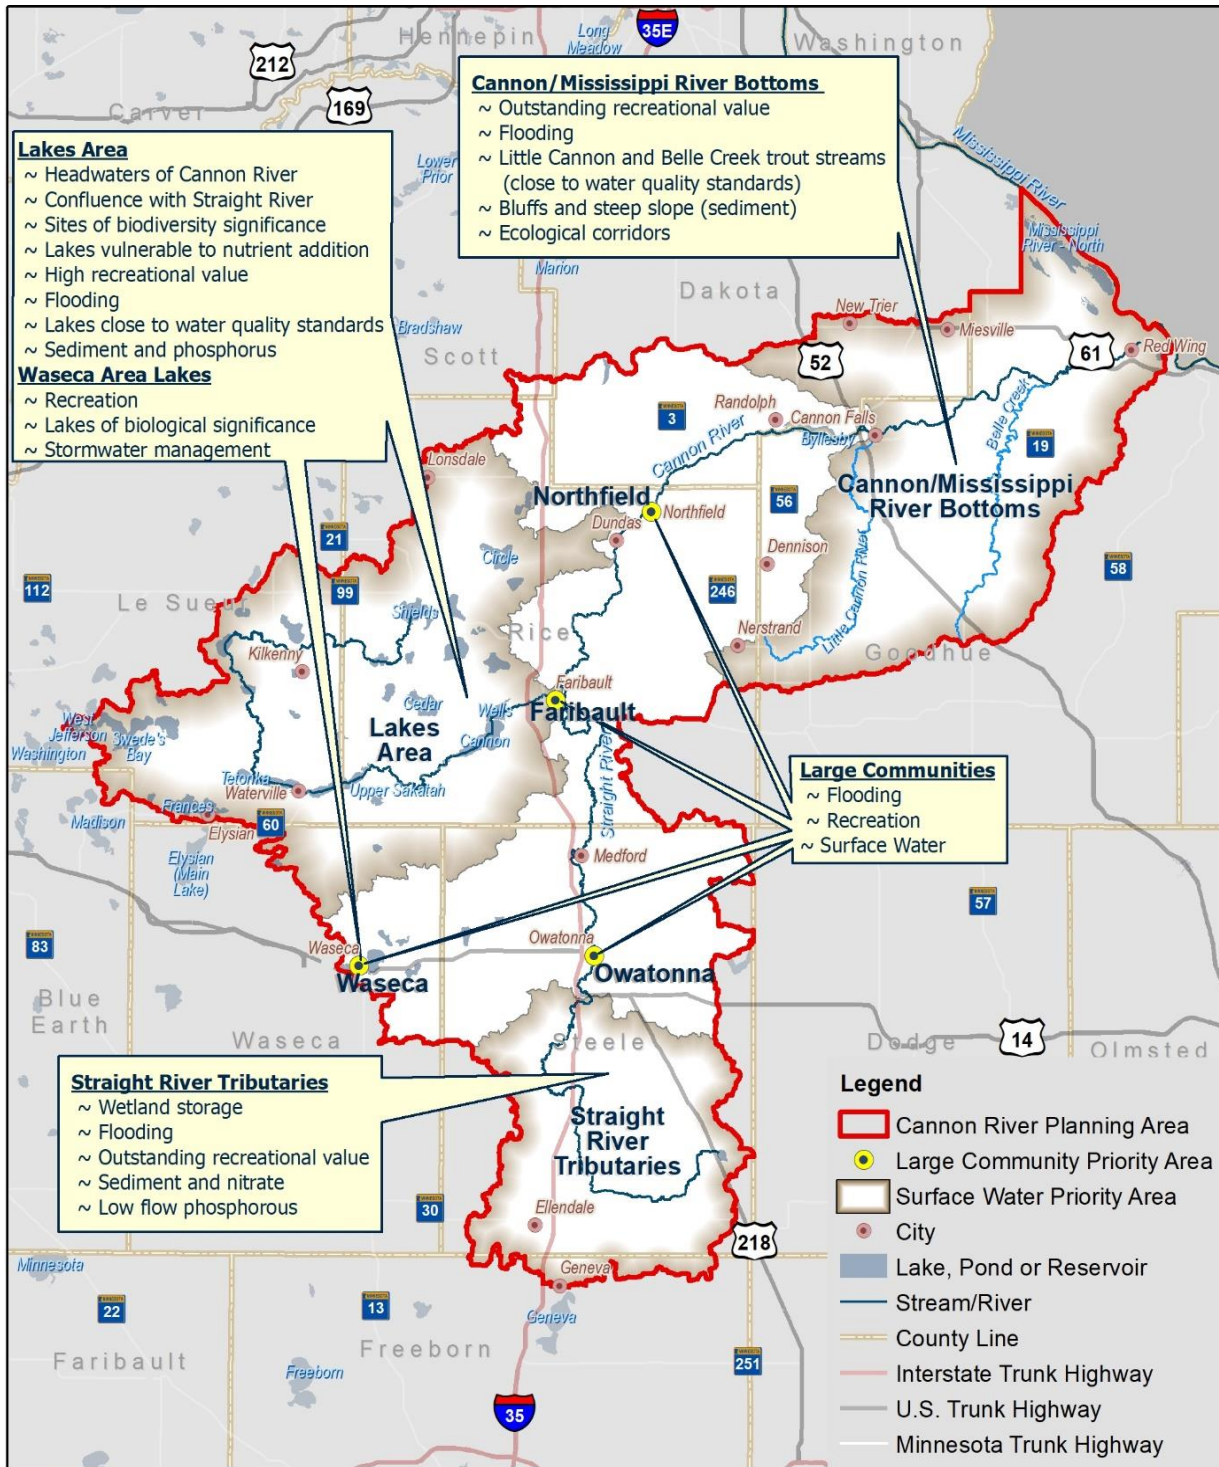 Hennepin
Long
Meadow
35E
Washington
212
169
Carver
Cannon/Mississippi River Bottoms
~ Outstanding recreational value
~ Flooding
~ Little Cannon and Belle Creek trout streams
(close to water quality standards)
~ Bluffs and steep slope (sediment)
~ Ecological corridors
Lakes Area
~ Headwaters of Cannon River
~ Confluence with Straight River
~ Sites of biodiversity significance
~ Lakes vulnerable to nutrient addition
~ High recreational value
~ Flooding
~ Lakes close to water quality standards
~ Sediment and phosphorus
Waseca Area Lakes
~ Recreation
~ Lakes of biological significance
~ Stormwater management
Lower
Prior
Mississippi River
Mississippi
River - North
Marion
Dakota
Bradshaw
Scott
New Trier
Miesville
52
61
Red Wing
Randolph
3
Cannon Falls
Byllesby
Cannon River
Belle Creek
19
Lonsdale
Cannon/Mississippi
River Bottoms
Northfield
Northfield
56
Dundas
21
Circle
Dennison
58
112
99
246
Le Sueur
Shields
Rice
Little Cannon River
Nerstrand
Goodhue
Kilkenny
Faribault
Faribault
Cedar
Wells
Cannon
Lakes
Area
West
Jefferson
Washington
Swede's
Bay
Straight River
Tetonka
Waterville
Upper Sakatah
Large Communities
~ Flooding
~ Recreation
~ Surface Water
Frances
Madison
Elysian
60
Elysian
(Main
Lake)
Medford
57
83
Waseca
Waseca
Owatonna
Owatonna
Blue
Earth
Waseca
Steele
Dodge
14
Olmsted
Straight River Tributaries
~ Wetland storage
~ Flooding
~ Outstanding recreational value
~ Sediment and nitrate
~ Low flow phosphorous
Straight
River
Tributaries
30
Ellendale
218
Geneva
Geneva
Minnesota
22
13
Faribault
Freeborn
Freeborn
251
35
Legend
Cannon River Planning Area
Large Community Priority Area
Surface Water Priority Area
City
Lake, Pond or Reservoir
Stream/River
County Line
Interstate Trunk Highway
U.S. Trunk Highway
Minnesota Trunk Highway